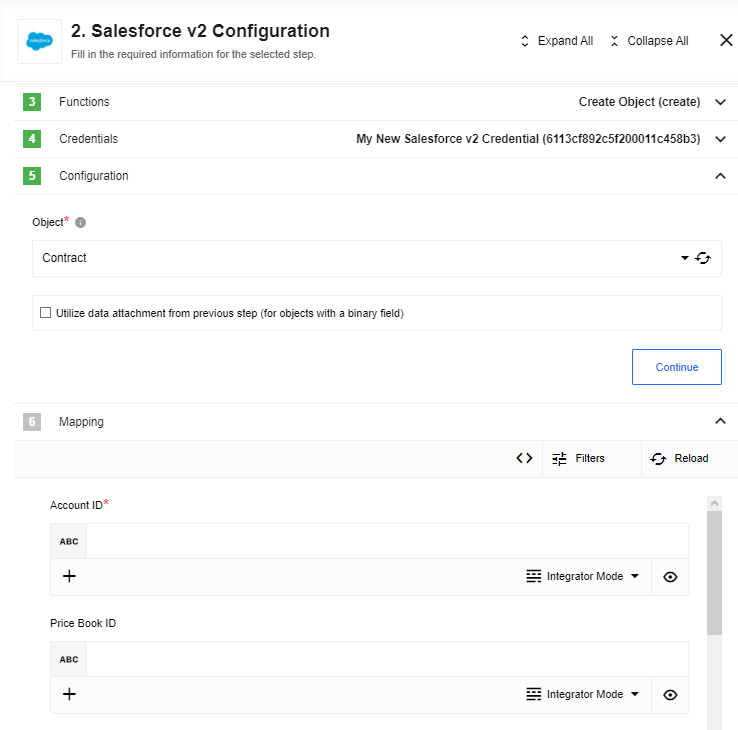 salesforce
2. Salesforce v2 Configuration
Fill in the required information for the selected step.
Expand All
Collapse All
3 Functions Create Object (create)
4 Credentials My New Salesforce v2 Credential (6113cf892c5f200011c458b3)
5 Configuration
Object*
Contract
Utilize data attachment from previous step (for objects with a binary field)
Continue
6 Mapping
Filters Reload
Account ID*
ABC
Integrator Mode
Price Book ID
ABC
Integrator Mode